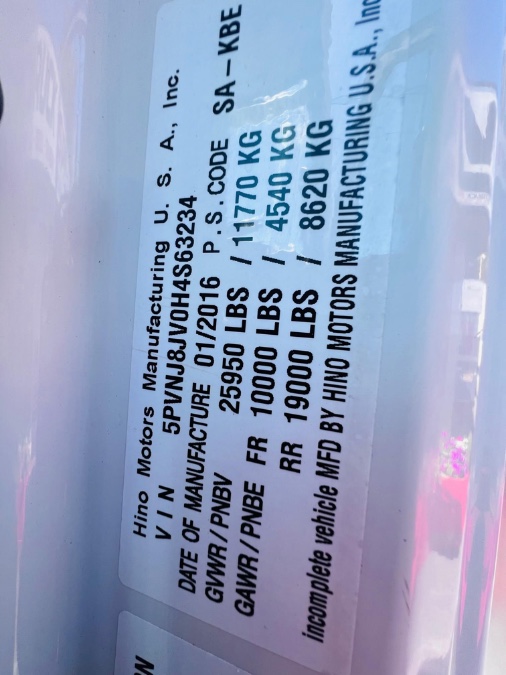 Hino Motors Manufacturing U. S. A., Inc.
VIN 5PVNJ8JV0H4S63234
DATE OF MANUFACTURE 01/2016 P.S.CODE SA-KBE
GVWR/PNBV 25950 LBS / 11770 KG
GAWR/PNBE FR 10000 LBS / 4540 KG
RR 19000 LBS / 8620 KG
incomplete vehicle MFD BY HINO MOTORS MANUFACTURING U.S.A., Inc